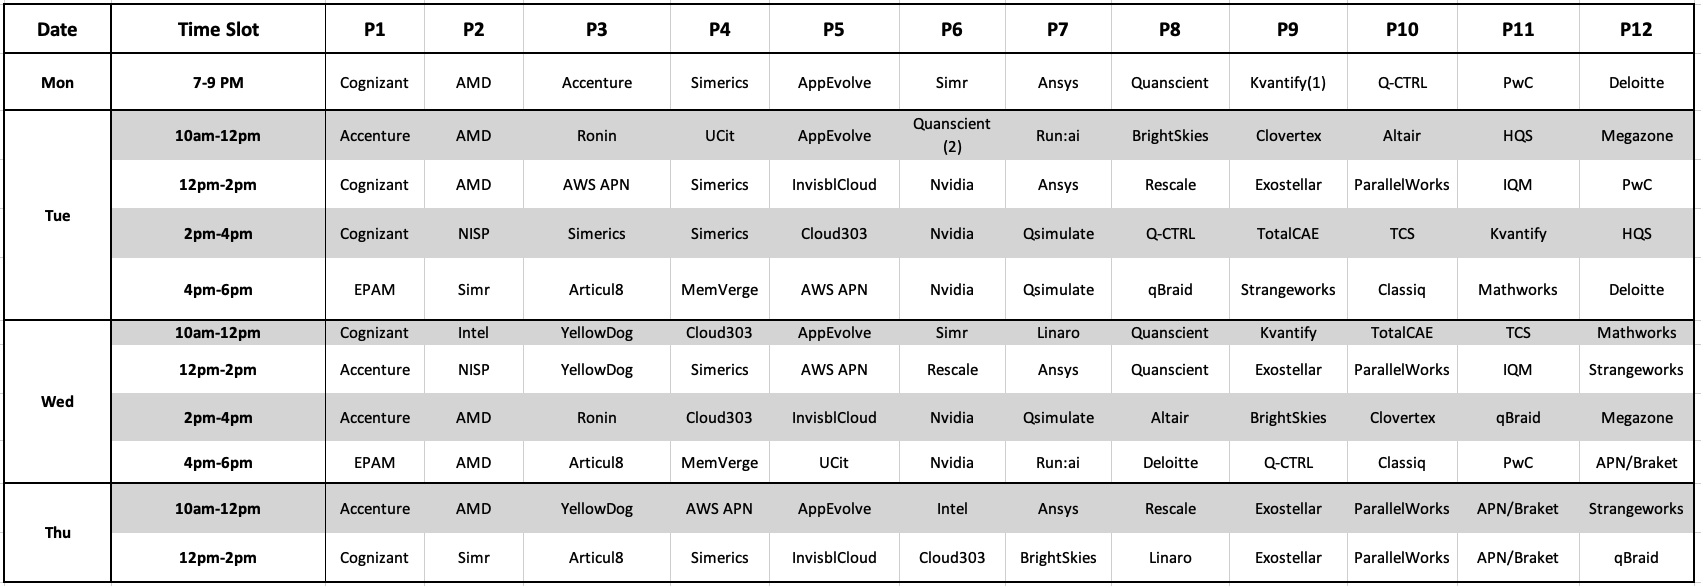 Date Time Slot P1 P2 P3 P4 P5 P6 P7 P8 P9 P10 P11 P12
Mon 7-9 PM Cognizant AMD Accenture Simerics AppEvolve Simr Ansys Quanscient Kvantify(1) Q-CTRL PwC Deloitte
Tue
10am-12pm Accenture AMD Ronin UCit AppEvolve Quanscient (2) Run:ai BrightSkies Clovertex Altair HQS Megazone
12pm-2pm Cognizant AMD AWS APN Simerics InvisblCloud Nvidia Ansys Rescale Exostellar ParallelWorks IQM PwC
2pm-4pm Cognizant NISP Simerics Simerics Cloud303 Nvidia Qsimulate Q-CTRL TotalCAE TCS Kvantify HQS
4pm-6pm EPAM Simr Articul8 MemVerge AWS APN Nvidia Qsimulate qBraid Strangeworks Classiq Mathworks Deloitte
Wed
10am-12pm Cognizant Intel YellowDog Cloud303 AppEvolve Simr Linaro Quanscient Kvantify TotalCAE TCS Mathworks
12pm-2pm Accenture NISP YellowDog Simerics AWS APN Rescale Ansys Quanscient Exostellar ParallelWorks IQM Strangeworks
2pm-4pm Accenture AMD Ronin Cloud303 InvisblCloud Nvidia Qsimulate Altair BrightSkies Clovertex qBraid Megazone
4pm-6pm EPAM AMD Articul8 MemVerge UCit Nvidia Run:ai Deloitte Q-CTRL Classiq PwC APN/Braket
Thu
10am-12pm Accenture AMD YellowDog AWS APN AppEvolve Intel Ansys Rescale Exostellar ParallelWorks APN/Braket Strangeworks
12pm-2pm Cognizant Simr Articul8 Simerics InvisblCloud Cloud303 BrightSkies Linaro Exostellar ParallelWorks APN/Braket qBraid